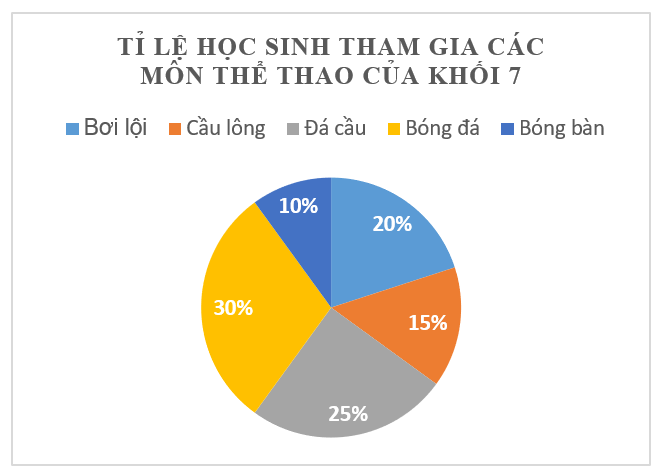 TỈ LỆ HỌC SINH THAM GIA CÁC
MÔN THỂ THAO CỦA KHỐI 7
Bơi lội Cầu lông Đá cầu Bóng đá Bóng bàn
10%
20%
30%
15%
25%